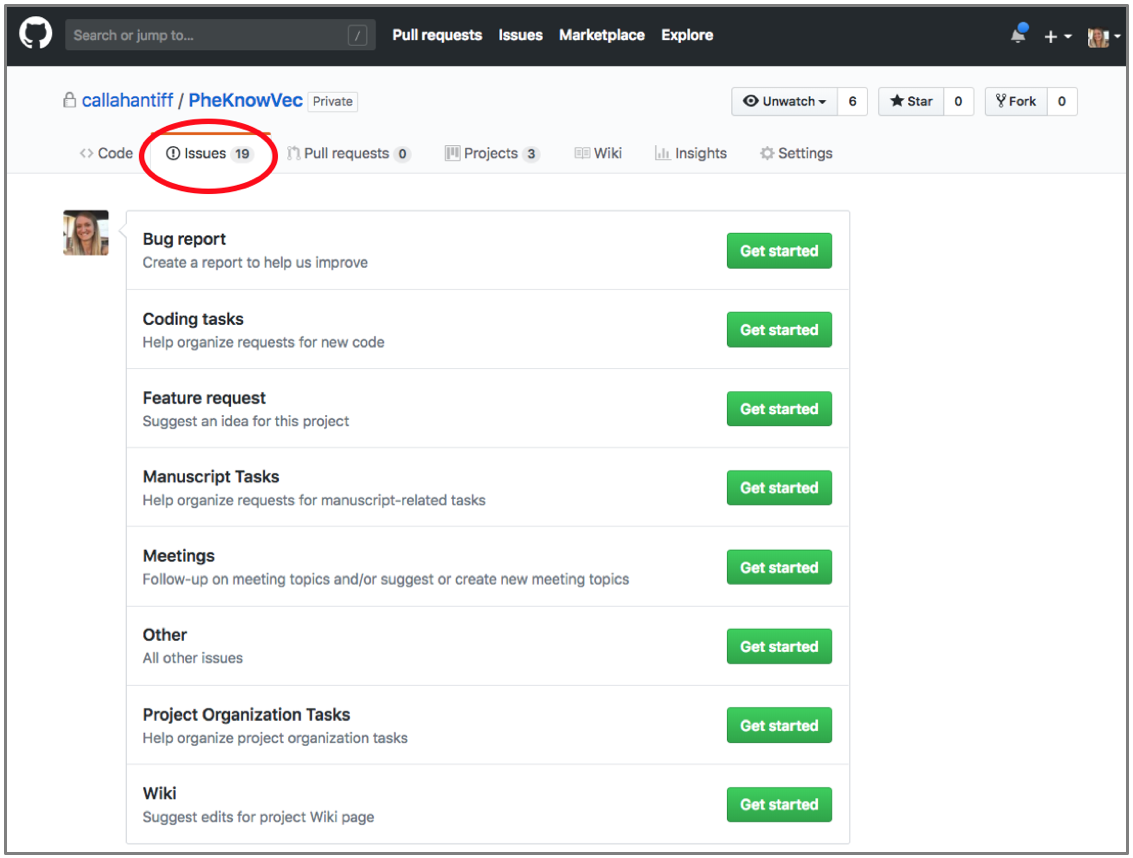 Search or jump to... / Pull requests Issues Marketplace Explore
callahantiff / PheKnowVec Private Unwatch 6 Star 0 Fork 0
Code Issues 19 Pull requests 0 Projects 3 Wiki Insights Settings
Bug report
Create a report to help us improve
Get started
Coding tasks
Help organize requests for new code
Get started
Feature request
Suggest an idea for this project
Get started
Manuscript Tasks
Help organize requests for manuscript-related tasks
Get started
Meetings
Follow-up on meeting topics and/or suggest or create new meeting topics
Get started
Other
All other issues
Get started
Project Organization Tasks
Help organize project organization tasks
Get started
Wiki
Suggest edits for project Wiki page
Get started